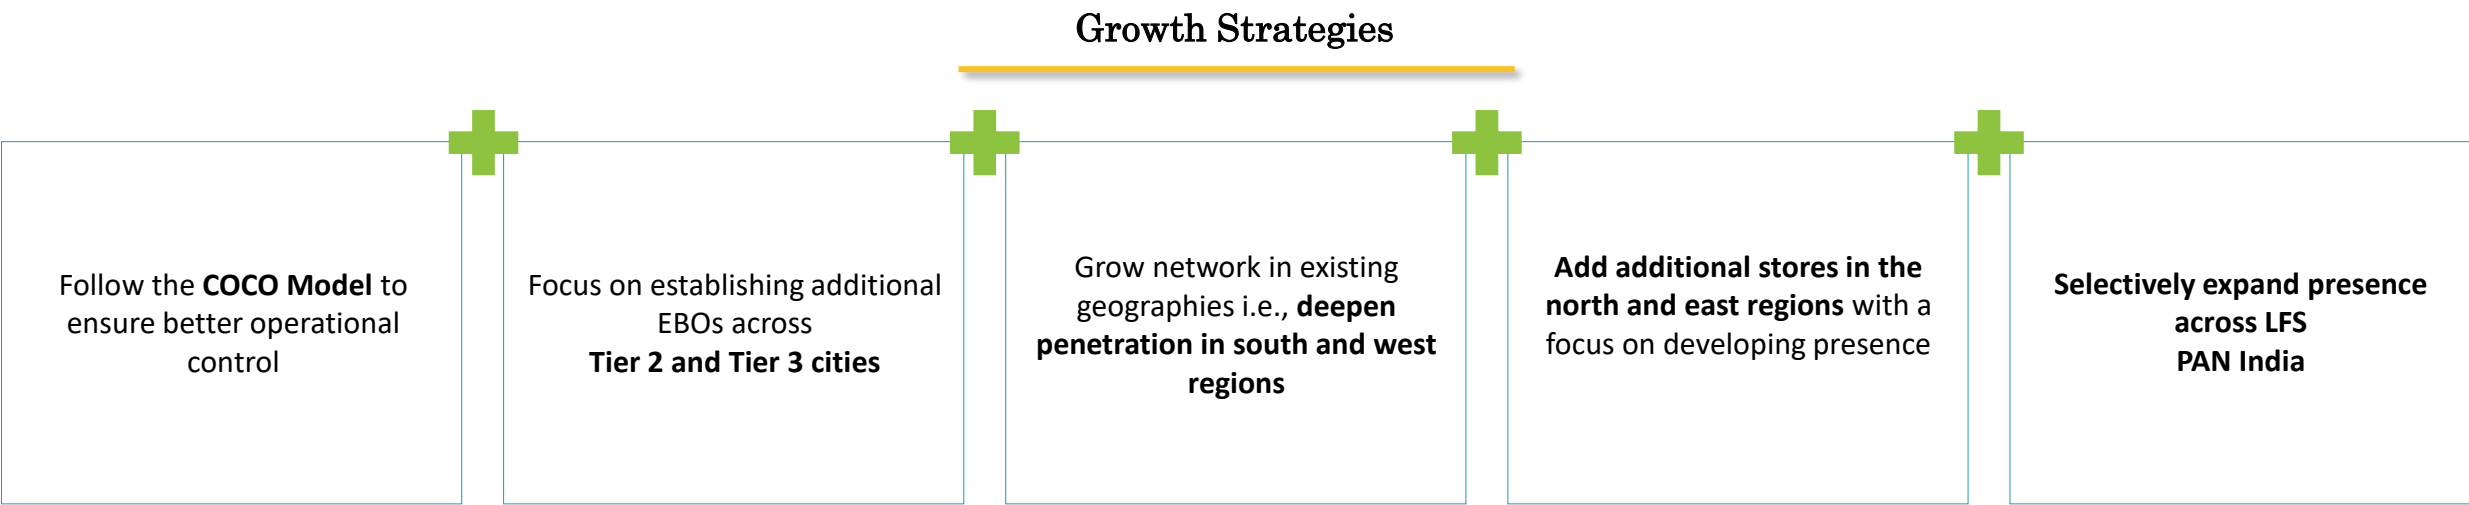 Growth Strategies
Follow the COCO Model to
ensure better operational
control
Focus on establishing additional
EBOs across
Tier 2 and Tier 3 cities
Grow network in existing
geographies i.e., deepen
penetration in south and west
regions
Add additional stores in the
north and east regions with a
focus on developing presence
Selectively expand presence
across LFS
PAN India